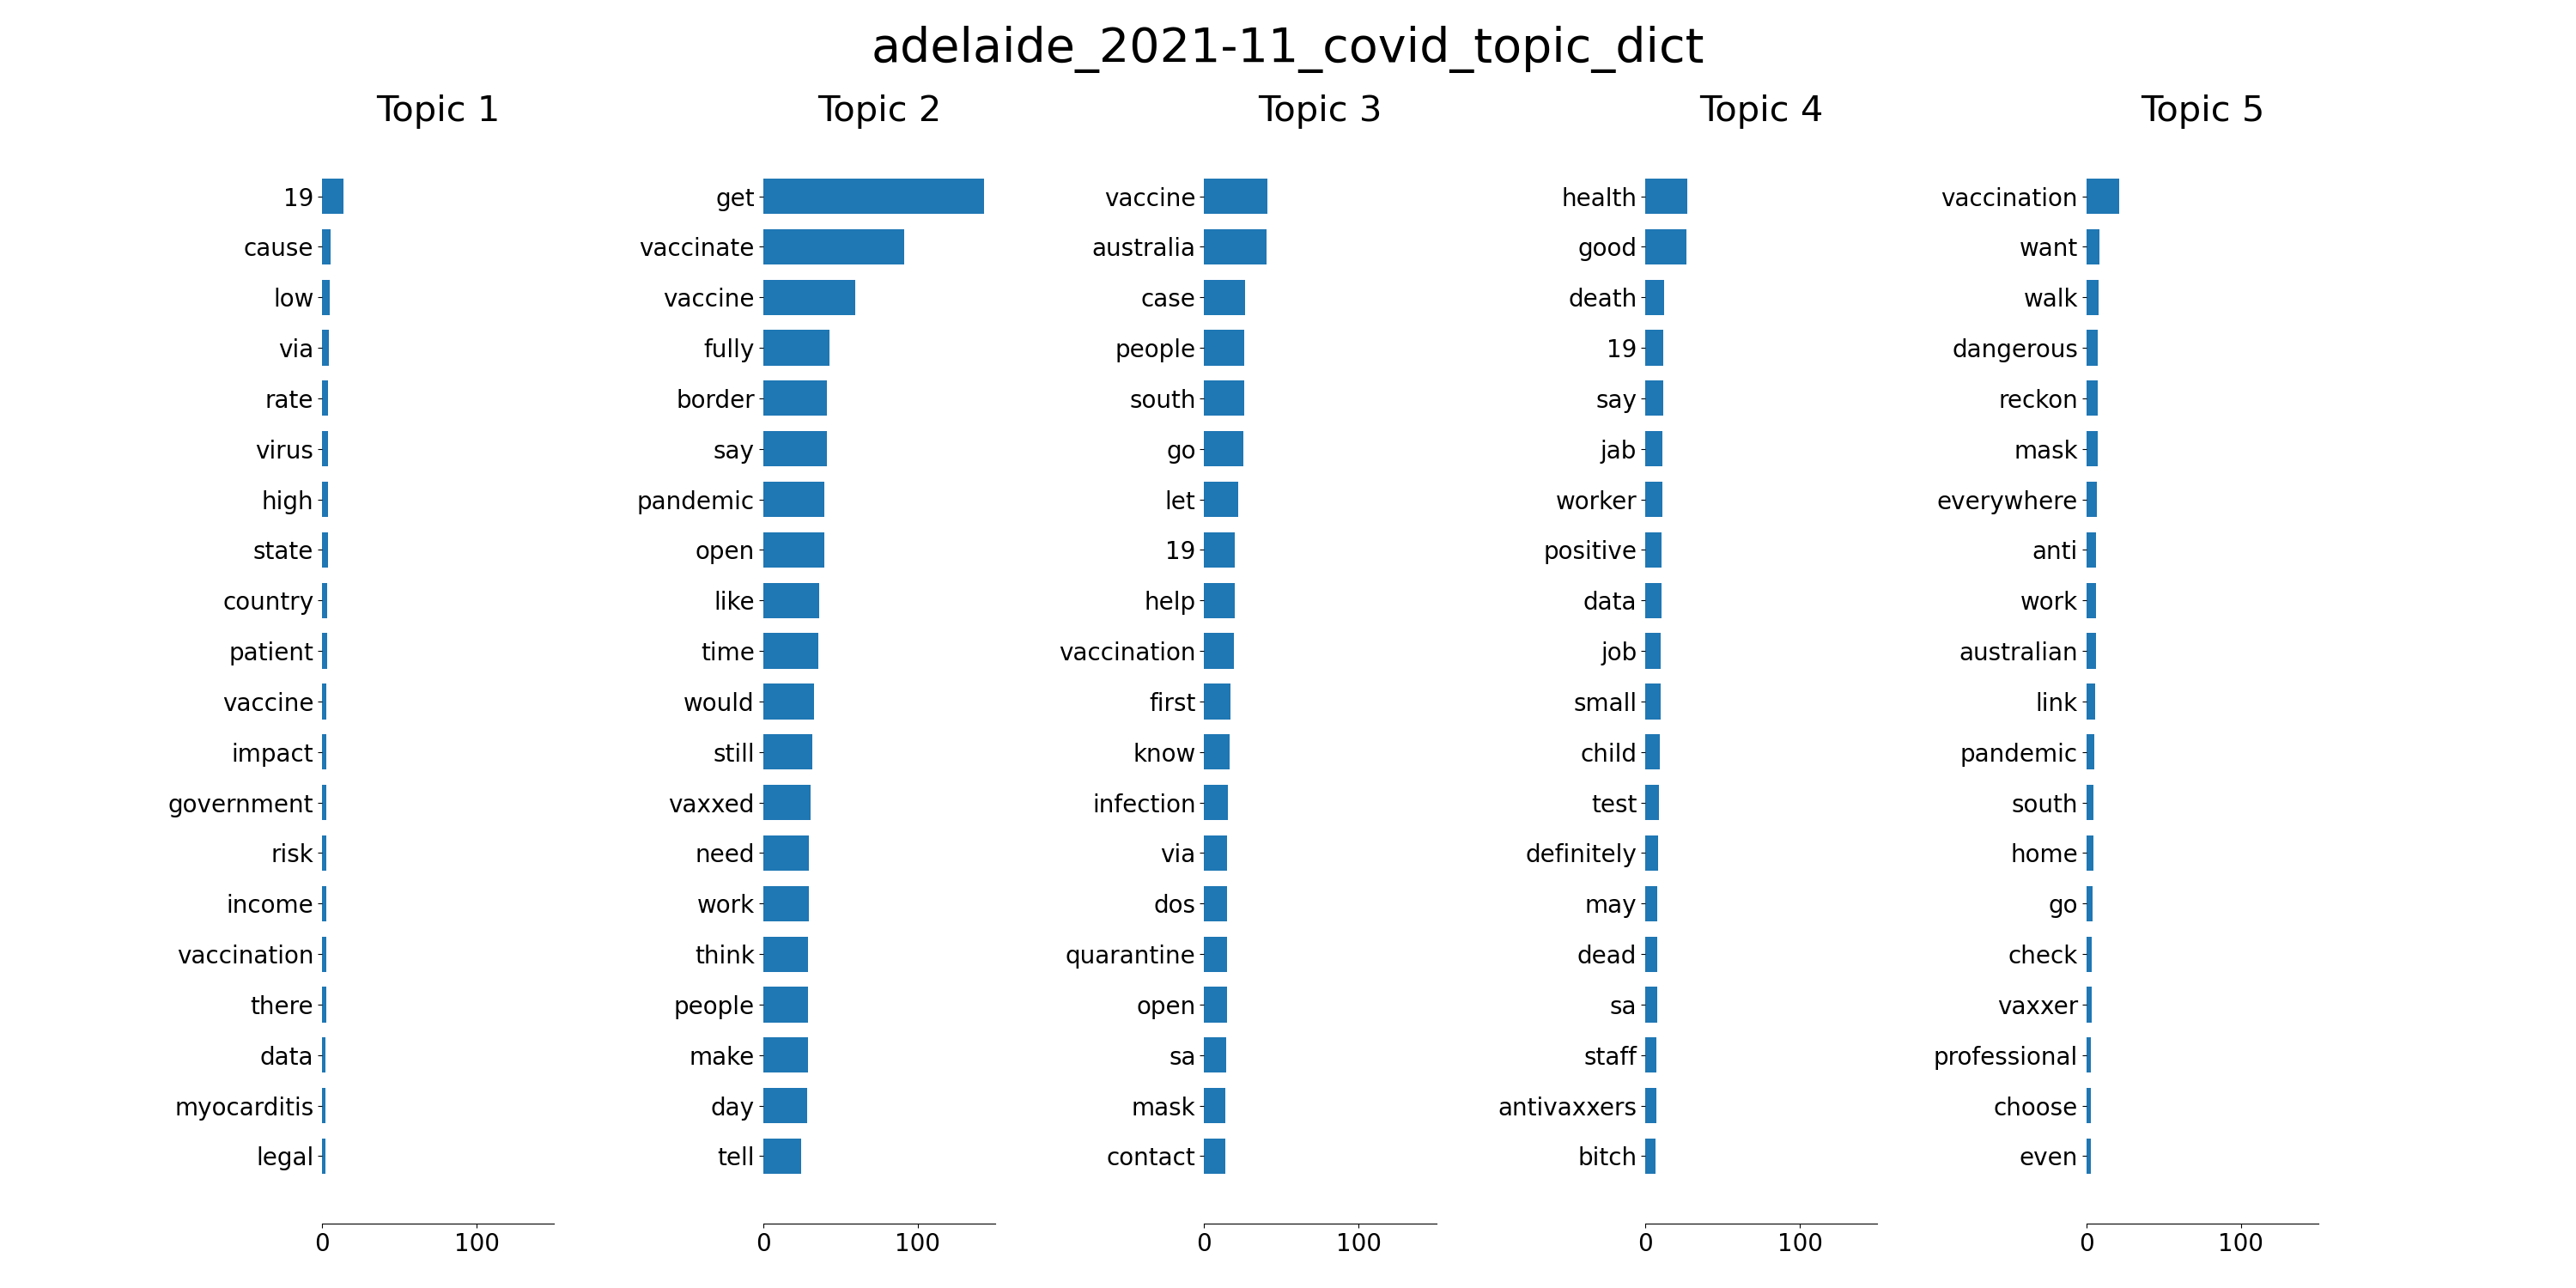 adelaide_2021-11_covid_topic_dict
Topic 1
19
cause
low
via
rate
virus
high
state
country
patient
vaccine
impact
government
risk
income
vaccination
there
data
myocarditis
legal
0 100
Topic 2
get
vaccinate
vaccine
fully
border
say
pandemic
open
like
time
would
still
vaxxed
need
work
think
people
make
day
tell
0 100
Topic 3
vaccine
australia
case
people
south
go
let
19
help
vaccination
first
know
infection
via
dos
quarantine
open
sa
mask
contact
0 100
Topic 4
health
good
death
19
say
jab
worker
positive
data
job
small
child
test
definitely
may
dead
sa
staff
antivaxxers
bitch
0 100
Topic 5
vaccination
want
walk
dangerous
reckon
mask
everywhere
anti
work
australian
link
pandemic
south
home
go
check
vaxxer
professional
choose
even
0 100